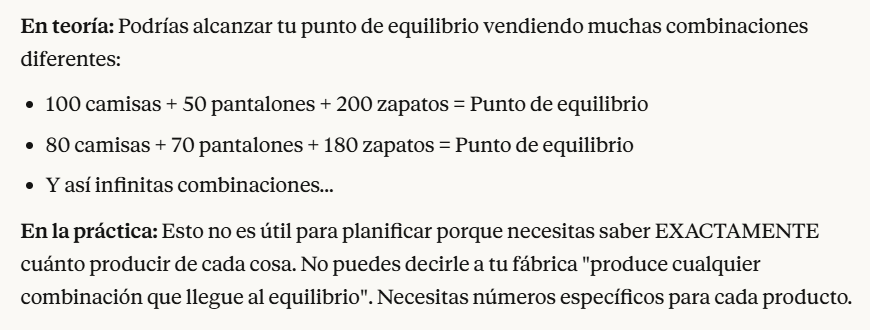 En teoría: Podrías alcanzar tu punto de equilibrio vendiendo muchas combinaciones
diferentes:
• 100 camisas + 50 pantalones + 200 zapatos = Punto de equilibrio
• 80 camisas + 70 pantalones + 180 zapatos = Punto de equilibrio
• Y así infinitas combinaciones...
En la práctica: Esto no es útil para planificar porque necesitas saber EXACTAMENTE
cuánto producir de cada cosa. No puedes decirle a tu fábrica "produce cualquier
combinación que llegue al equilibrio". Necesitas números específicos para cada producto.